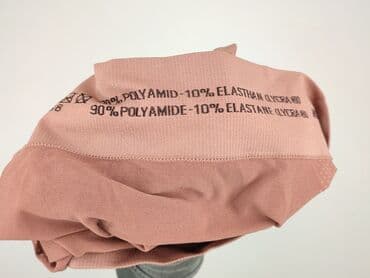 90% POLYAMID-10% ELASTHAN (LYCRA
90% POLYAMIDE-10% ELASTANE (LYCRA